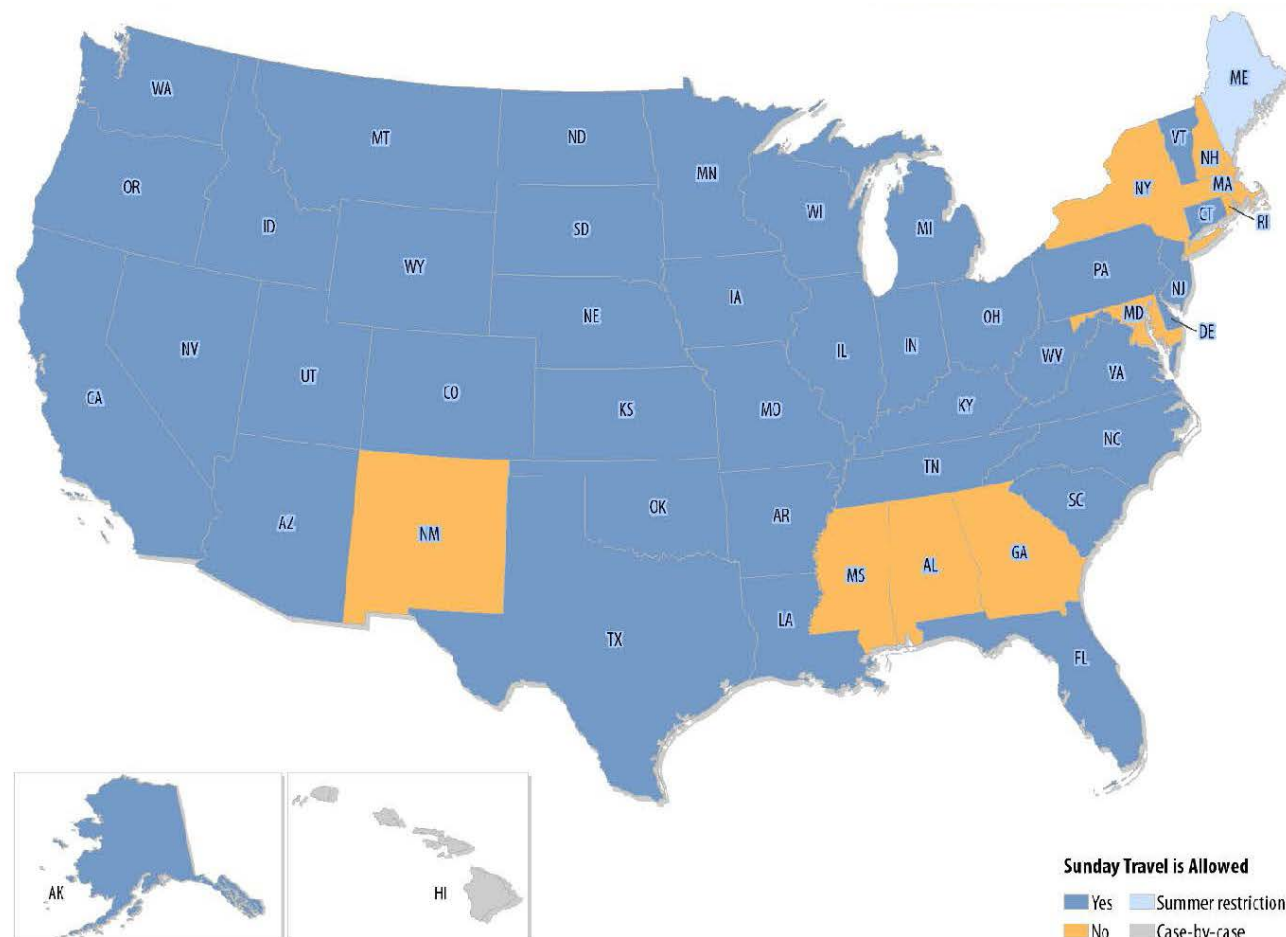 ME
WA
MT
ND
VT
MN
NH
OR
NY
MA
WI
SD
CT
RI
ID
MI
WY
PA
NJ
IA
NE
OH
MD
DE
NV
IL
IN
WV
VA
UT
CO
CA
KS
MO
KY
NC
TN
SC
OK
AR
AZ
NM
GA
AL
MS
LA
TX
FL
AK
HI
Sunday Travel is Allowed
Yes Summer restriction
No Case-by-case